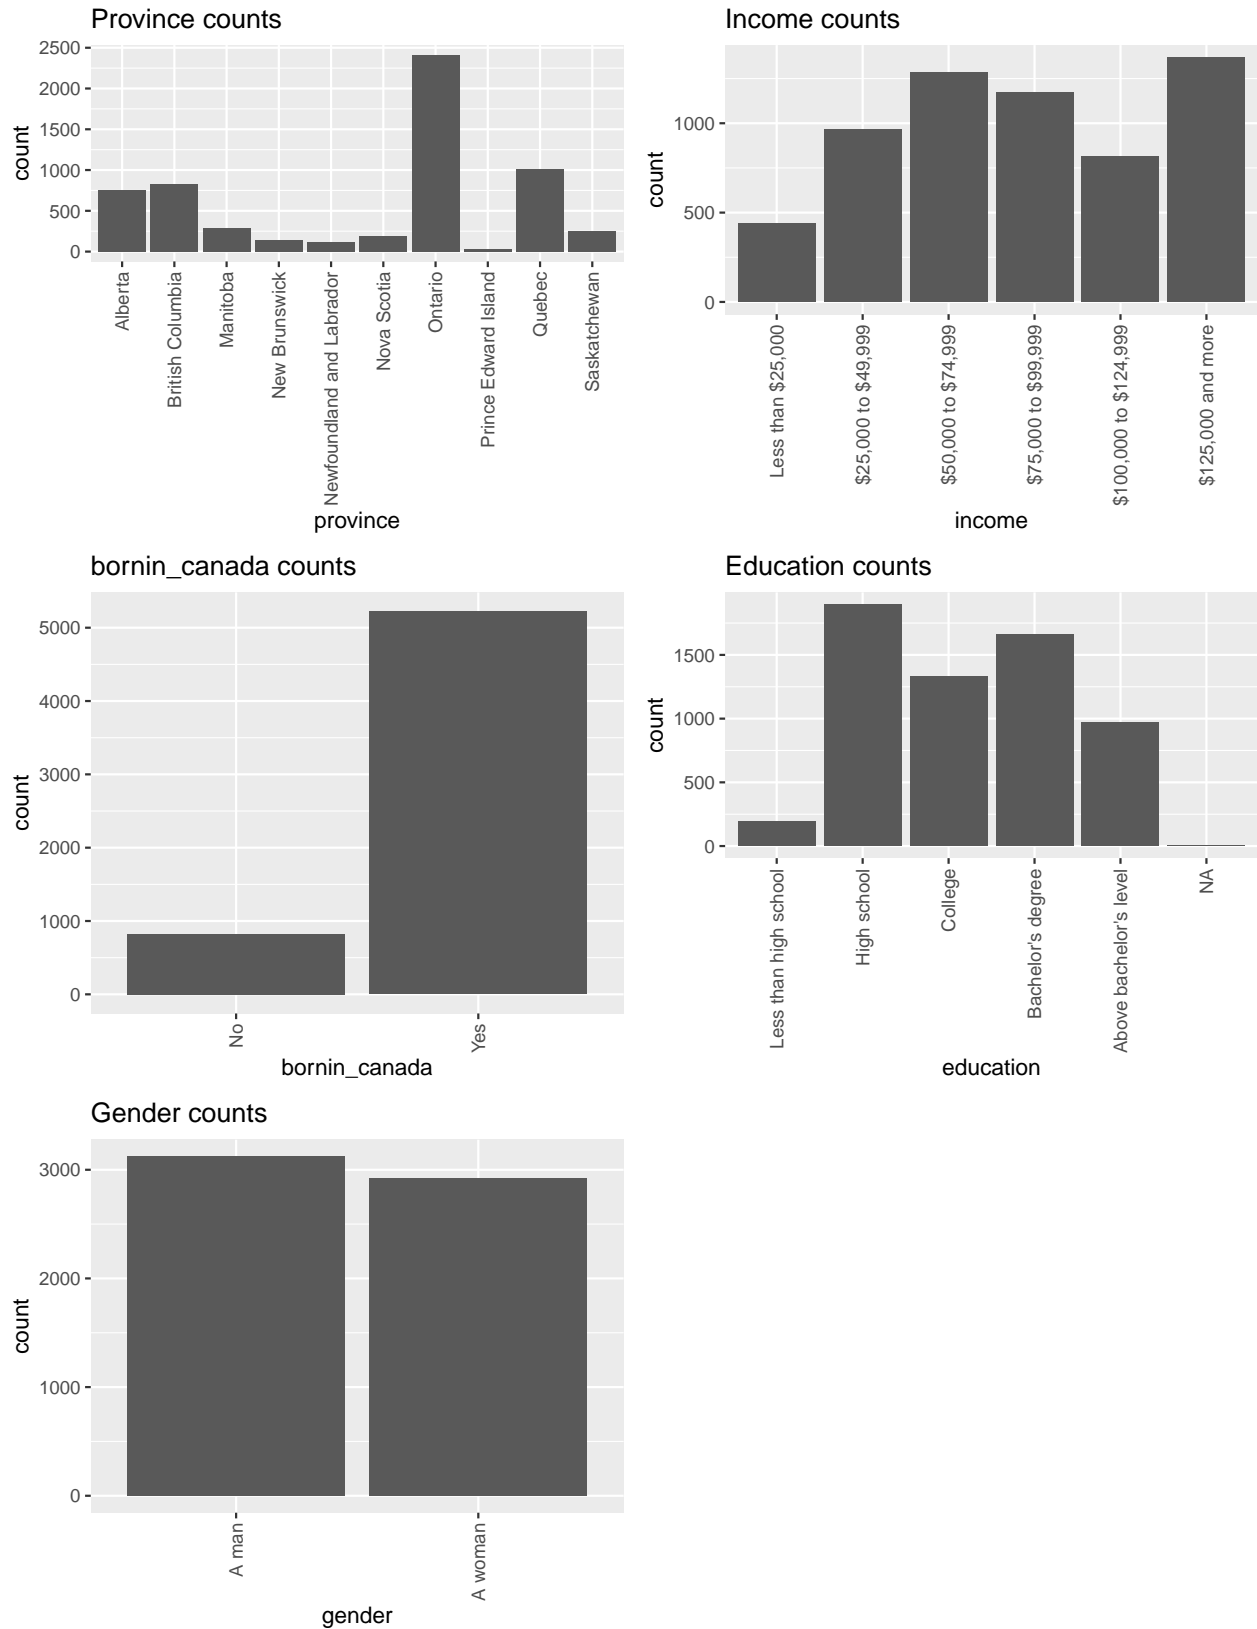 Province counts
2500
2000
1500
1000
500
0
count
Alberta
British Columbia
Manitoba
New Brunswick
Newfoundland and Labrador
Nova Scotia
Ontario
Prince Edward Island
Quebec
Saskatchewan
province
Income counts
1000
500
0
count
Less than $25,000
$25,000 to $49,999
$50,000 to $74,999
$75,000 to $99,999
$100,000 to $124,999
$125,000 and more
income
bornin_canada counts
5000
4000
3000
2000
1000
0
count
No
Yes
bornin_canada
Education counts
1500
1000
500
0
count
Less than high school
High school
College
Bachelor's degree
Above bachelor's level
NA
education
Gender counts
3000
2000
1000
0
count
A man
A woman
gender